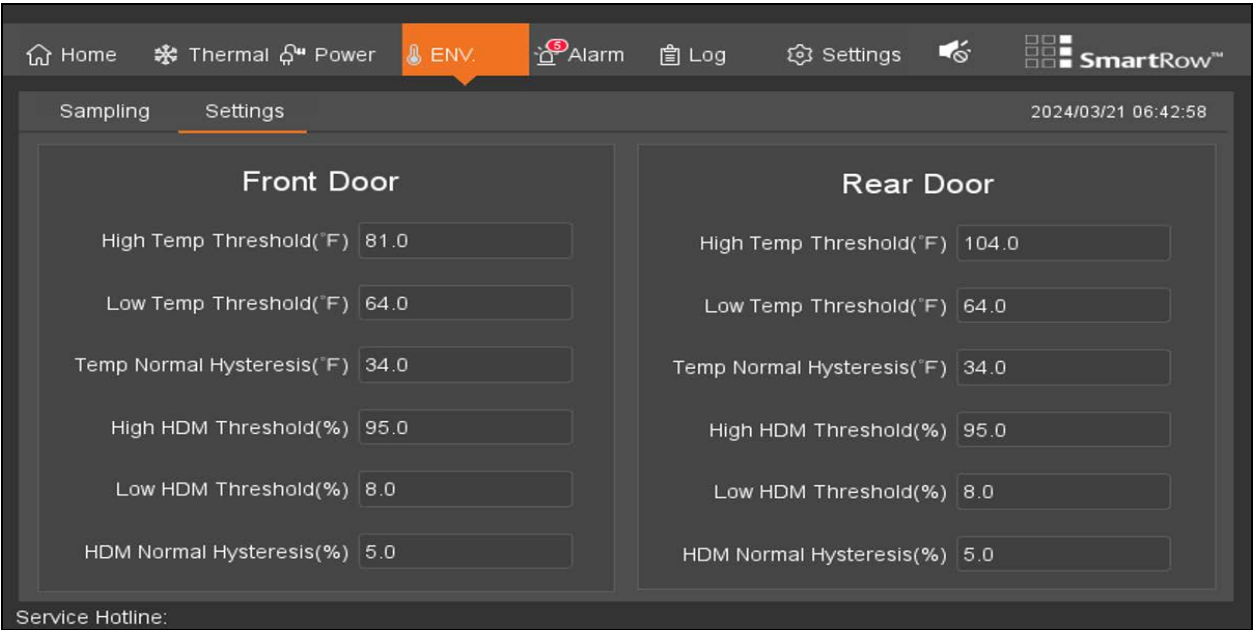 Home Thermal Power ENV. 5 Alarm Log Settings SmartRow™
Sampling Settings 2024/03/21 06:42:58
Front Door
High Temp Threshold(°F) 81.0
Low Temp Threshold(°F) 64.0
Temp Normal Hysteresis(°F) 34.0
High HDM Threshold(%) 95.0
Low HDM Threshold(%) 8.0
HDM Normal Hysteresis(%) 5.0
Rear Door
High Temp Threshold(°F) 104.0
Low Temp Threshold(°F) 64.0
Temp Normal Hysteresis(°F) 34.0
High HDM Threshold(%) 95.0
Low HDM Threshold(%) 8.0
HDM Normal Hysteresis(%) 5.0
Service Hotline: